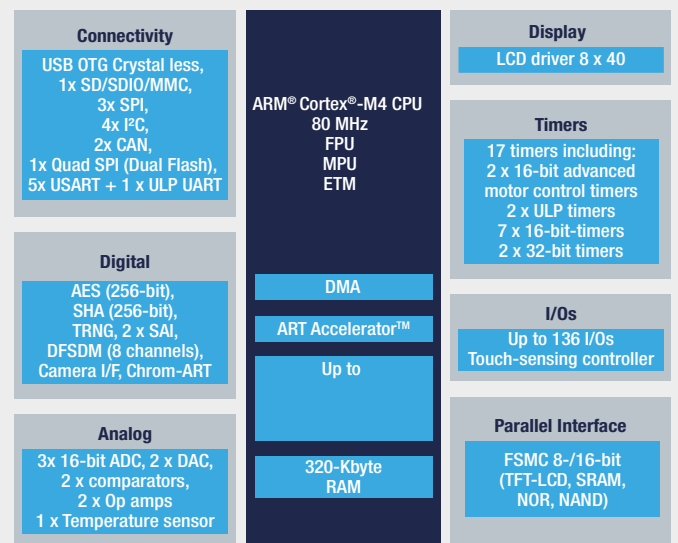 Connectivity
USB OTG Crystal less,
1x SD/SDIO/MMC,
3x SPI,
4x I²C,
2x CAN,
1x Quad SPI (Dual Flash),
5x USART + 1 x ULP UART
Digital
AES (256-bit),
SHA (256-bit),
TRNG, 2 x SAI,
DFSDM (8 channels),
Camera I/F, Chrom-ART
Analog
3x 16-bit ADC, 2 x DAC,
2 x comparators,
2 x Op amps
1 x Temperature sensor
ARM® Cortex®-M4 CPU
80 MHz
FPU
MPU
ETM
DMA
ART Accelerator™
Up to
320-Kbyte
RAM
Display
LCD driver 8 x 40
Timers
17 timers including:
2 x 16-bit advanced
motor control timers
2 x ULP timers
7 x 16-bit-timers
2 x 32-bit timers
I/Os
Up to 136 I/Os
Touch-sensing controller
Parallel Interface
FSMC 8-/16-bit
(TFT-LCD, SRAM,
NOR, NAND)